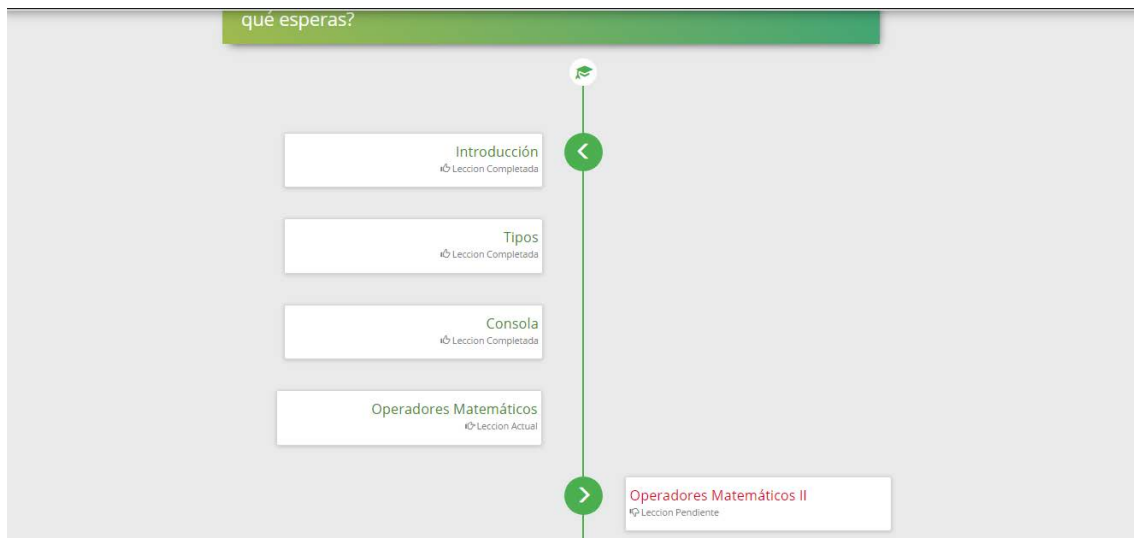 qué esperas?
Introducción
Leccion Completada
Tipos
Leccion Completada
Consola
Leccion Completada
Operadores Matemáticos
Leccion Actual
Operadores Matemáticos II
Leccion Pendiente